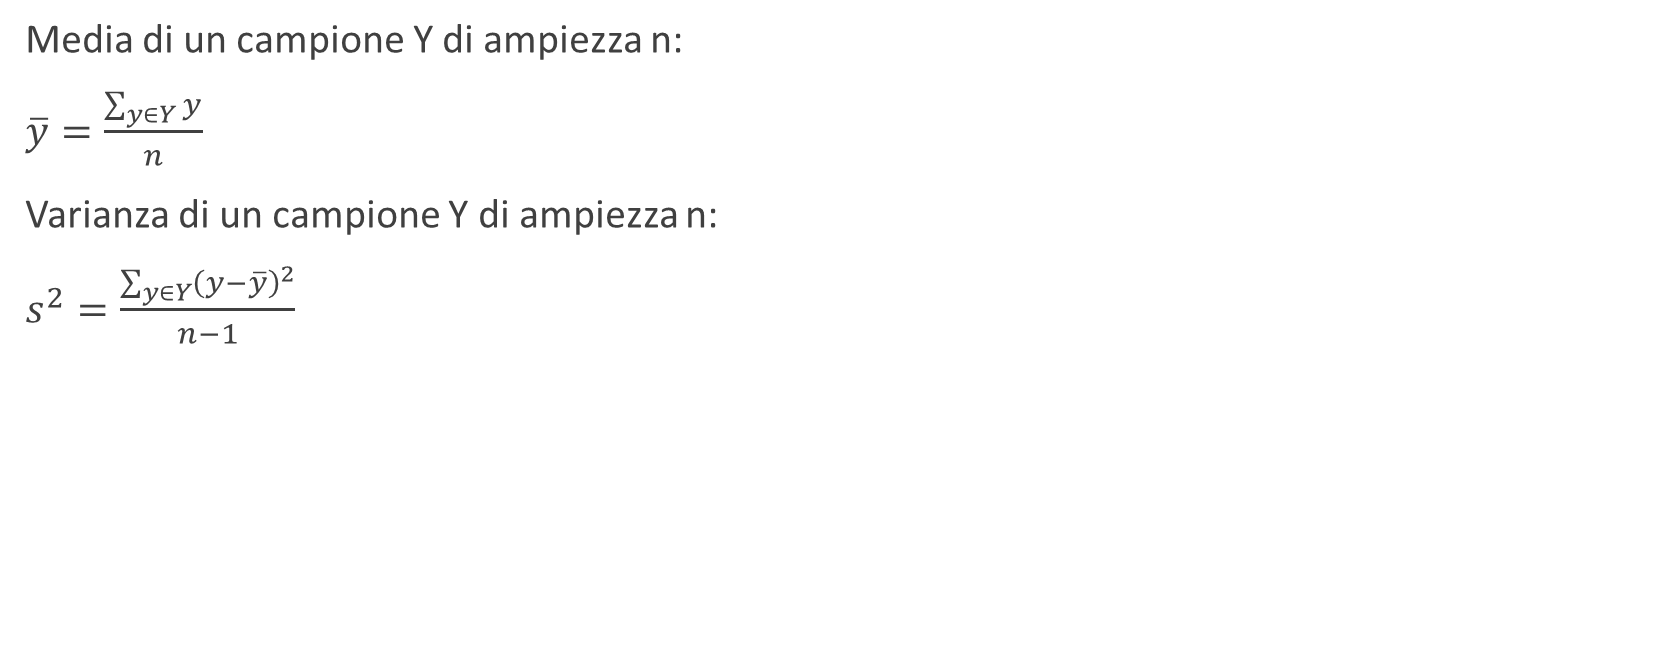 Media di un campione Y di ampiezza n:
ȳ = ∑_{y∈Y} y / n
Varianza di un campione Y di ampiezza n:
s² = ∑_{y∈Y}(y−ȳ)² / n−1